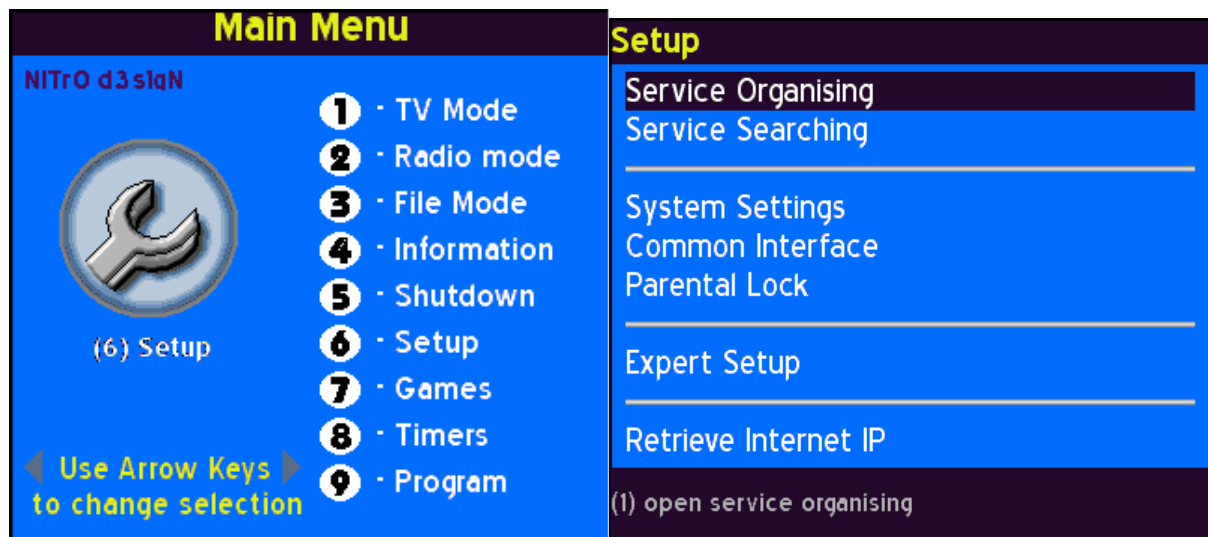 Main Menu
NITrO d3sIgN
1 - TV Mode
2 - Radio mode
3 - File Mode
4 - Information
5 - Shutdown
6 - Setup
7 - Games
8 - Timers
9 - Program
(6) Setup
Use Arrow Keys
to change selection
Setup
Service Organising
Service Searching
System Settings
Common Interface
Parental Lock
Expert Setup
Retrieve Internet IP
(1) open service organising